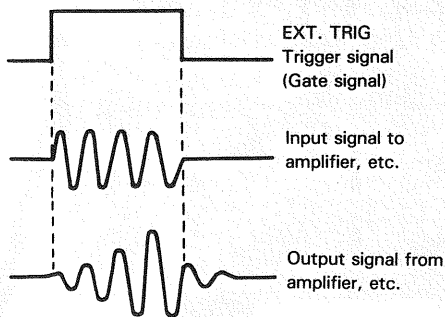 EXT. TRIG
Trigger signal
(Gate signal)
Input signal to
amplifier, etc.
Output signal from
amplifier, etc.